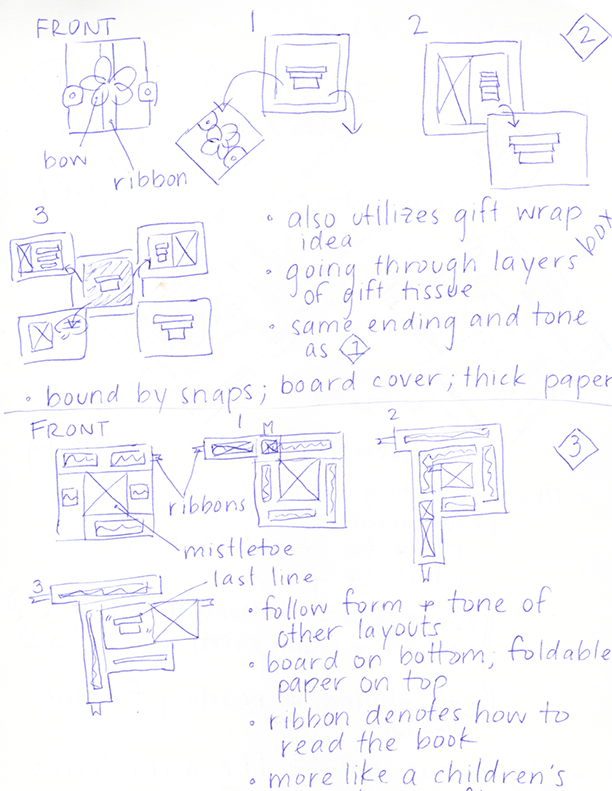 FRONT
1
2
2
bow
ribbon
3
• also utilizes gift wrap
idea
box
• going through layers
of gift tissue
• same ending and tone
as 1
• bound by snaps; board cover; thick paper
FRONT
1
M
2
3
ribbons
mistletoe
3
last line
• follow form + tone of
other layouts
• board on bottom; foldable
paper on top
• ribbon denotes how to
read the book
• more like a children's